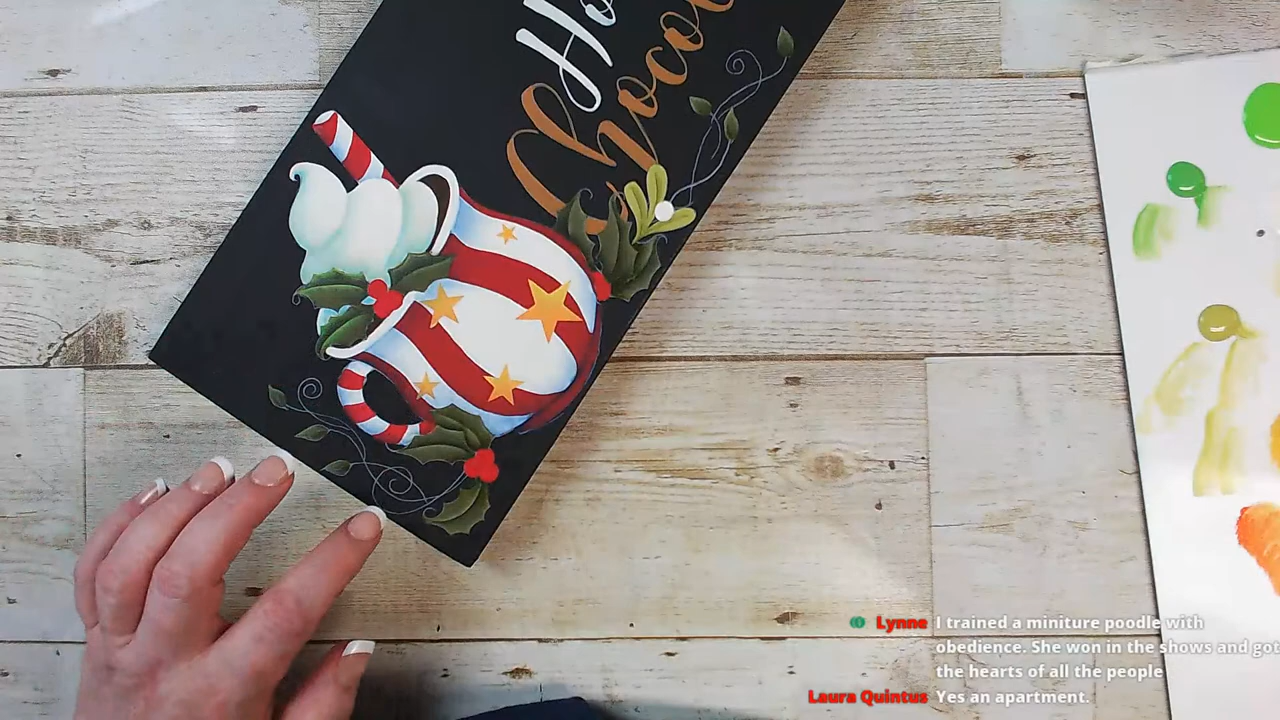 Lynne I trained a miniture poodle with
obedience. She won in the shows and got
the hearts of all the people
Laura Quintus Yes an apartment.